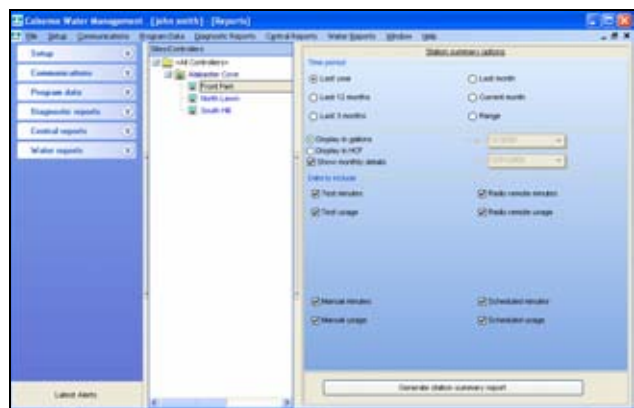 Calsense Water Management - [john smith] - [Reports]
File Setup Communications Program Data Diagnostic Reports Central Reports Water Reports Window Help
Setup
Communications
Program data
Diagnostic reports
Central reports
Water reports
Latest Alerts
Sites/Controllers
<All Controllers>
Alabaster Cove
Front Park
North Lawn
South Hill
Station summary options
Time period
Last year
Last month
Last 12 months
Current month
Last 3 months
Range
Display in gallons
Display in HCF
Show monthly details
Data to include
Test minutes
Radio remote minutes
Test usage
Radio remote usage
Manual minutes
Scheduled minutes
Manual usage
Scheduled usage
Generate station summary report